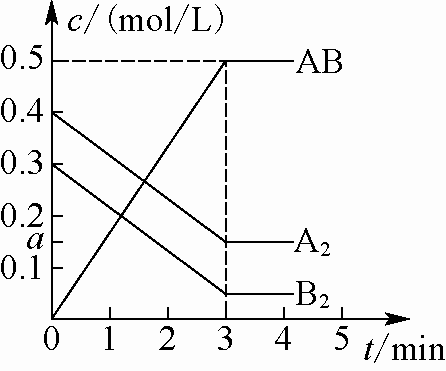 c/ (mol/L)
0.5 AB
0.4
0.3
0.2
a A₂
0.1
B₂
0 1 2 3 4 5 t/min